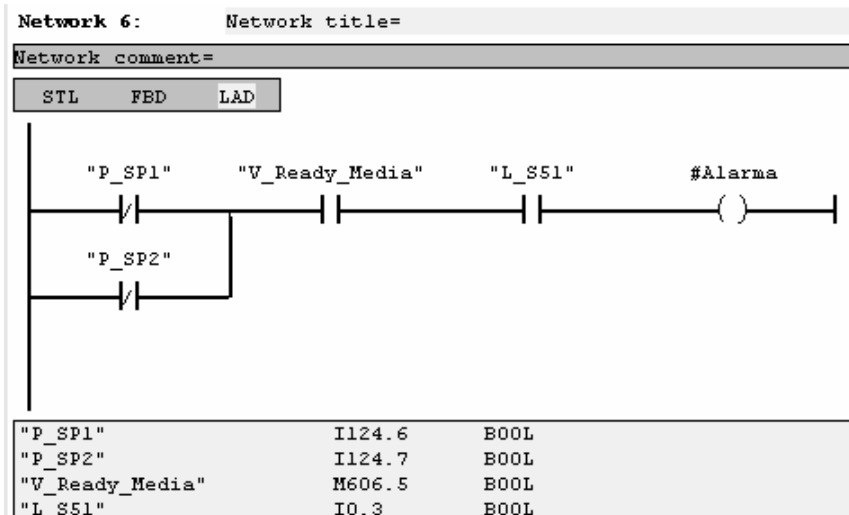 Network 6: Network title=
Network comment=
STL FBD LAD
"P_SP1" "V_Ready_Media" "L_S51" #Alarma
"P_SP2"
"P_SP1" I124.6 BOOL
"P_SP2" I124.7 BOOL
"V_Ready_Media" M606.5 BOOL
"L_S51" I0.3 BOOL